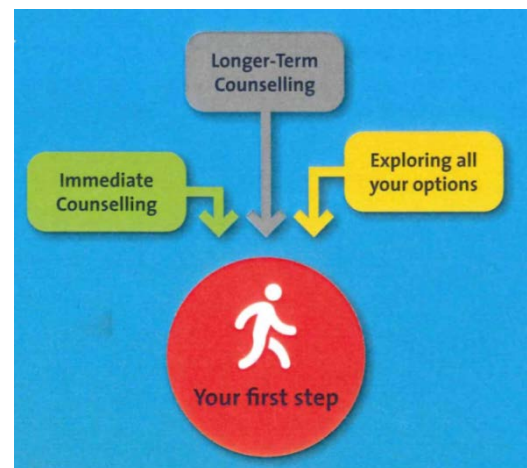 Longer-Term
Counselling
Immediate
Counselling
Exploring all
your options
Your first step